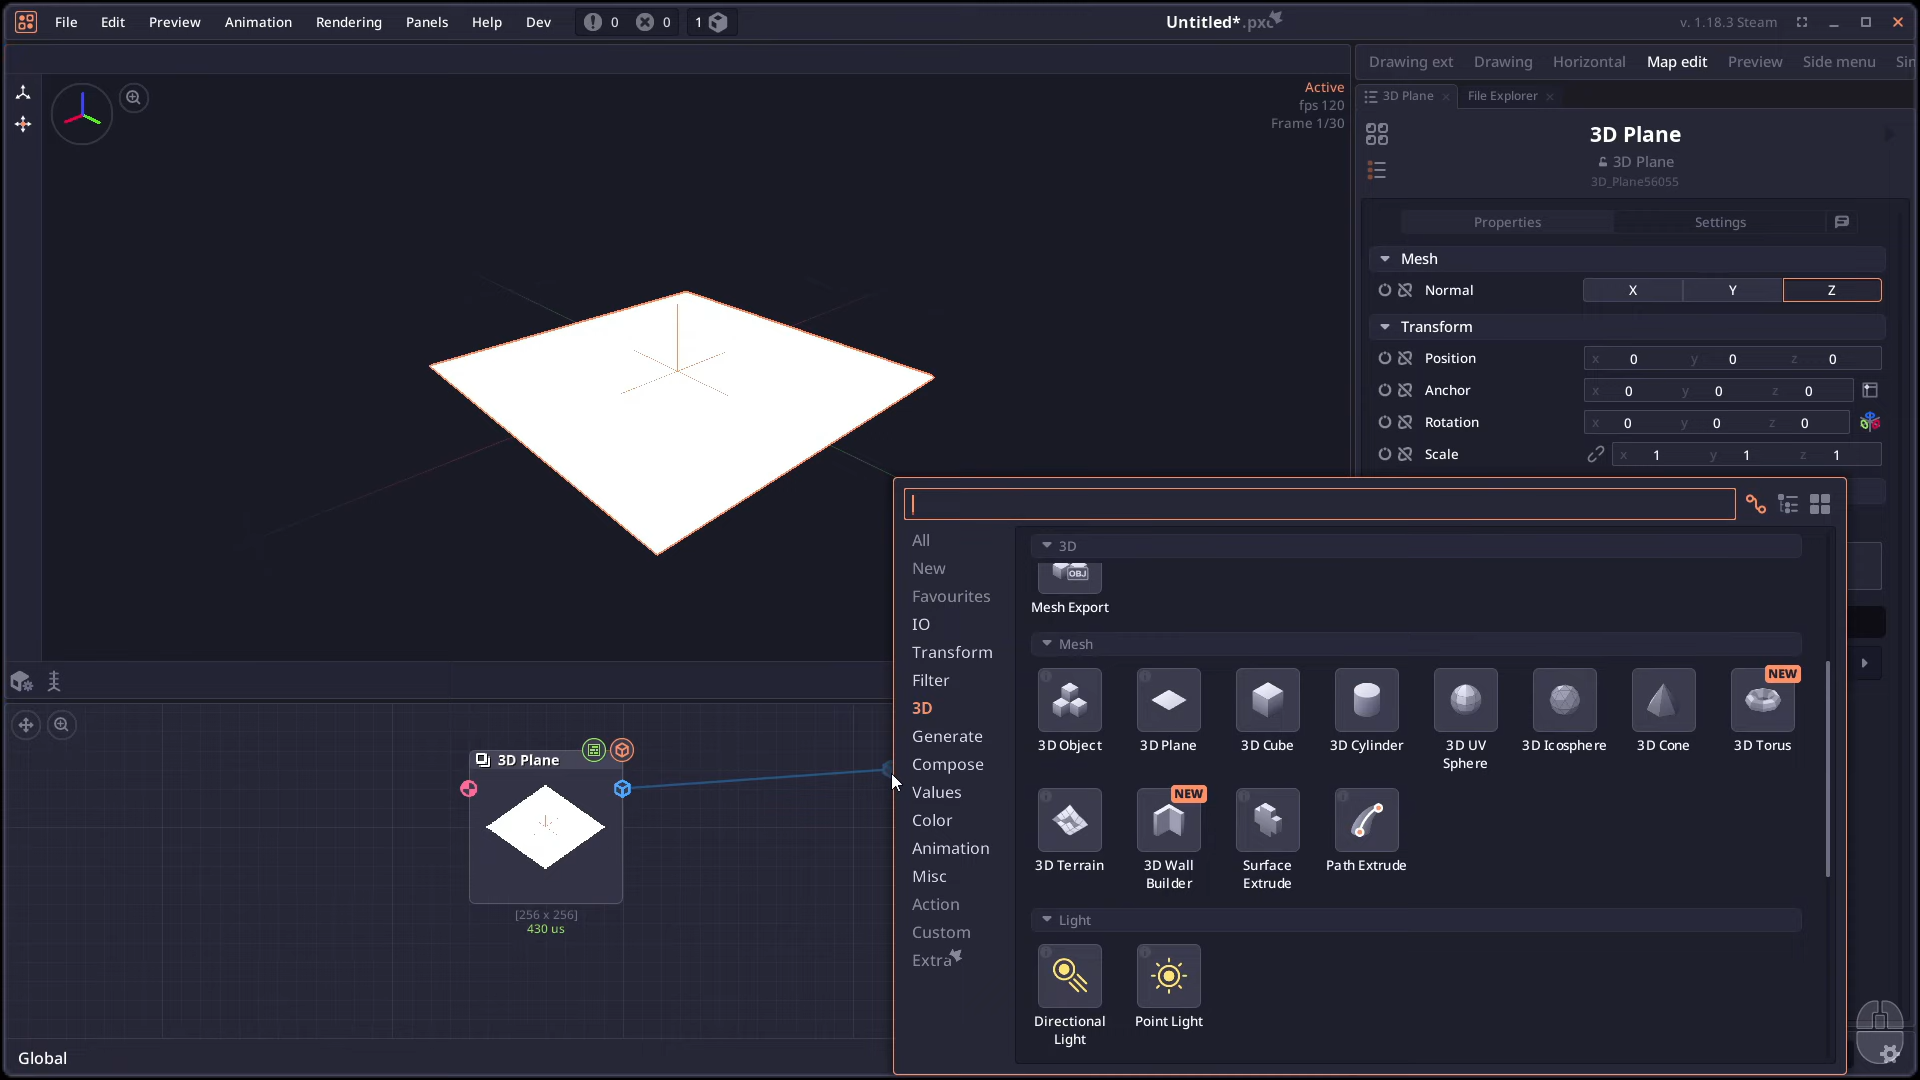 File Edit Preview Animation Rendering Panels Help Dev 0 0 1 Untitled*.pxc v. 1.18.3 Steam
Drawing ext Drawing Horizontal Map edit Preview Side menu Sin
3D Plane File Explorer
Active
fps 120
Frame 1/30
3D Plane
3D Plane
3D_Plane56055
Properties Settings
Mesh
Normal X Y Z
Transform
Position x 0 y 0 z 0
Anchor x 0 y 0 z 0
Rotation x 0 y 0 z 0
Scale x 1 y 1 z 1
All
New
Favourites
IO
Transform
Filter
3D
Generate
Compose
Values
Color
Animation
Misc
Action
Custom
Extra
3D
OBJ
Mesh Export
Mesh
NEW
3D Object 3D Plane 3D Cube 3D Cylinder 3D UV Sphere 3D Icosphere 3D Cone 3D Torus
NEW
3D Terrain 3D Wall Builder Surface Extrude Path Extrude
Light
Directional Light Point Light
3D Plane
[256 x 256]
430 us
Global